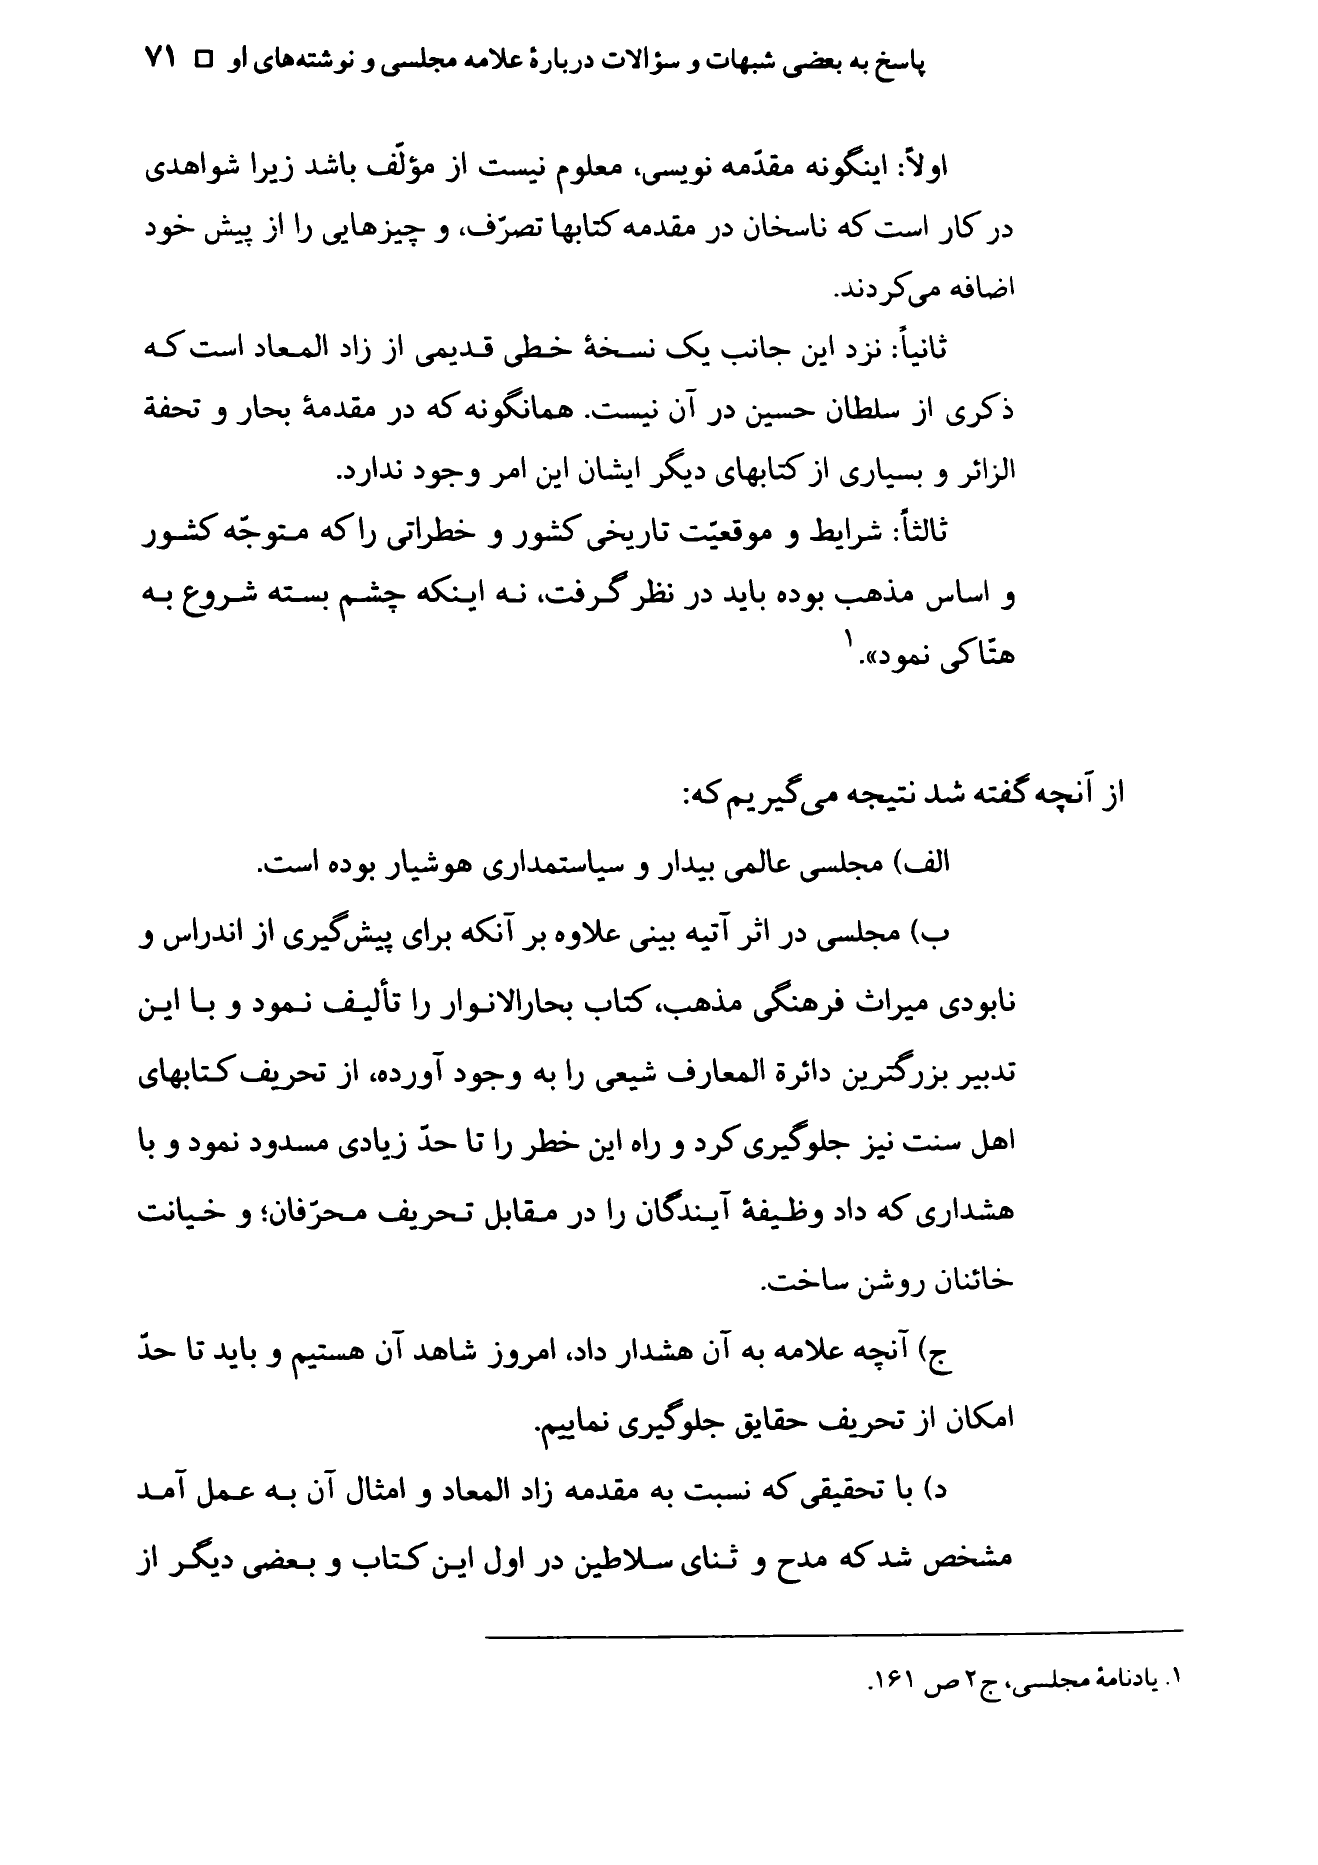 پاسخ به بعضی شبهات و سؤالات دربارهٔ علامه مجلسی و نوشته‌های او □ ۷۱
اولاً: اینگونه مقدّمه نویسی، معلوم نیست از مؤلّف باشد زیرا شواهدی
در کار است که ناسخان در مقدمه کتابها تصرّف، و چیزهایی را از پیش خود
اضافه می‌کردند.
ثانیاً: نزد این جانب یک نسخهٔ خطی قدیمی از زاد المعاد است که
ذکری از سلطان حسین در آن نیست. همانگونه که در مقدمهٔ بحار و تحفة
الزائر و بسیاری از کتابهای دیگر ایشان این امر وجود ندارد.
ثالثاً: شرایط و موقعیّت تاریخی کشور و خطراتی را که متوجّه کشور
و اساس مذهب بوده باید در نظر گرفت، نه اینکه چشم بسته شروع به
هتّاکی نمود».۱
از آنچه گفته شد نتیجه می‌گیریم که:
الف) مجلسی عالمی بیدار و سیاستمداری هوشیار بوده است.
ب) مجلسی در اثر آتیه بینی علاوه بر آنکه برای پیش‌گیری از اندراس و
نابودی میراث فرهنگی مذهب، کتاب بحارالانوار را تألیف نمود و با این
تدبیر بزرگترین دائرة المعارف شیعی را به وجود آورده، از تحریف کتابهای
اهل سنت نیز جلوگیری کرد و راه این خطر را تا حدّ زیادی مسدود نمود و با
هشداری که داد وظیفهٔ آیندگان را در مقابل تحریف محرّفان؛ و خیانت
خائنان روشن ساخت.
ج) آنچه علامه به آن هشدار داد، امروز شاهد آن هستیم و باید تا حدّ
امکان از تحریف حقایق جلوگیری نماییم.
د) با تحقیقی که نسبت به مقدمه زاد المعاد و امثال آن به عمل آمد
مشخص شد که مدح و ثنای سلاطین در اول این کتاب و بعضی دیگر از
۱. یادنامهٔ مجلسی، ج۲ ص ۱۶۱.